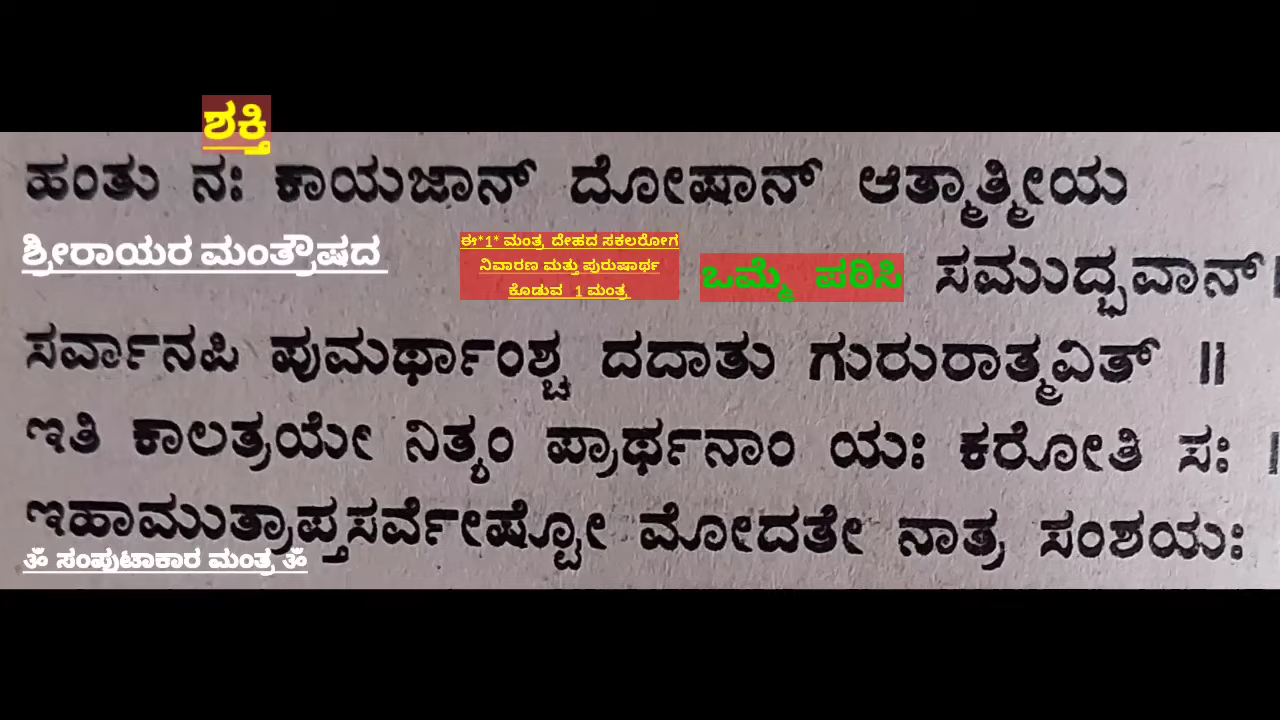 ಶಕ್ತಿ
ಹಂತು ನಃ ಕಾಯಜಾನ್ ದೋಷಾನ್ ಆತ್ಮಾತ್ಮೀಯ
ಶ್ರೀರಾಯರ ಮಂತ್ರೌಷದ
ಈ*1* ಮಂತ್ರ ದೇಹದ ಸಕಲರೋಗ
ನಿವಾರಣ ಮತ್ತು ಪುರುಷಾರ್ಥ
ಕೊಡುವ 1 ಮಂತ್ರ
ಒಮ್ಮೆ ಪಠಿಸಿ
ಸಮುದ್ಭವಾನ್ |
ಸರ್ವಾನಪಿ ಪುಮರ್ಥಾಂಶ್ಚ ದದಾತು ಗುರುರಾತ್ಮವಿತ್ ||
ಇತಿ ಕಾಲತ್ರಯೇ ನಿತ್ಯಂ ಪ್ರಾರ್ಥನಾಂ ಯಃ ಕರೋತಿ ಸಃ |
ಇಹಾಮುತ್ರಾಪ್ತಸರ್ವೇಷ್ಟೋ ಮೋದತೇ ನಾತ್ರ ಸಂಶಯಃ
ॐ ಸಂಪುಟಾಕಾರ ಮಂತ್ರ ॐ